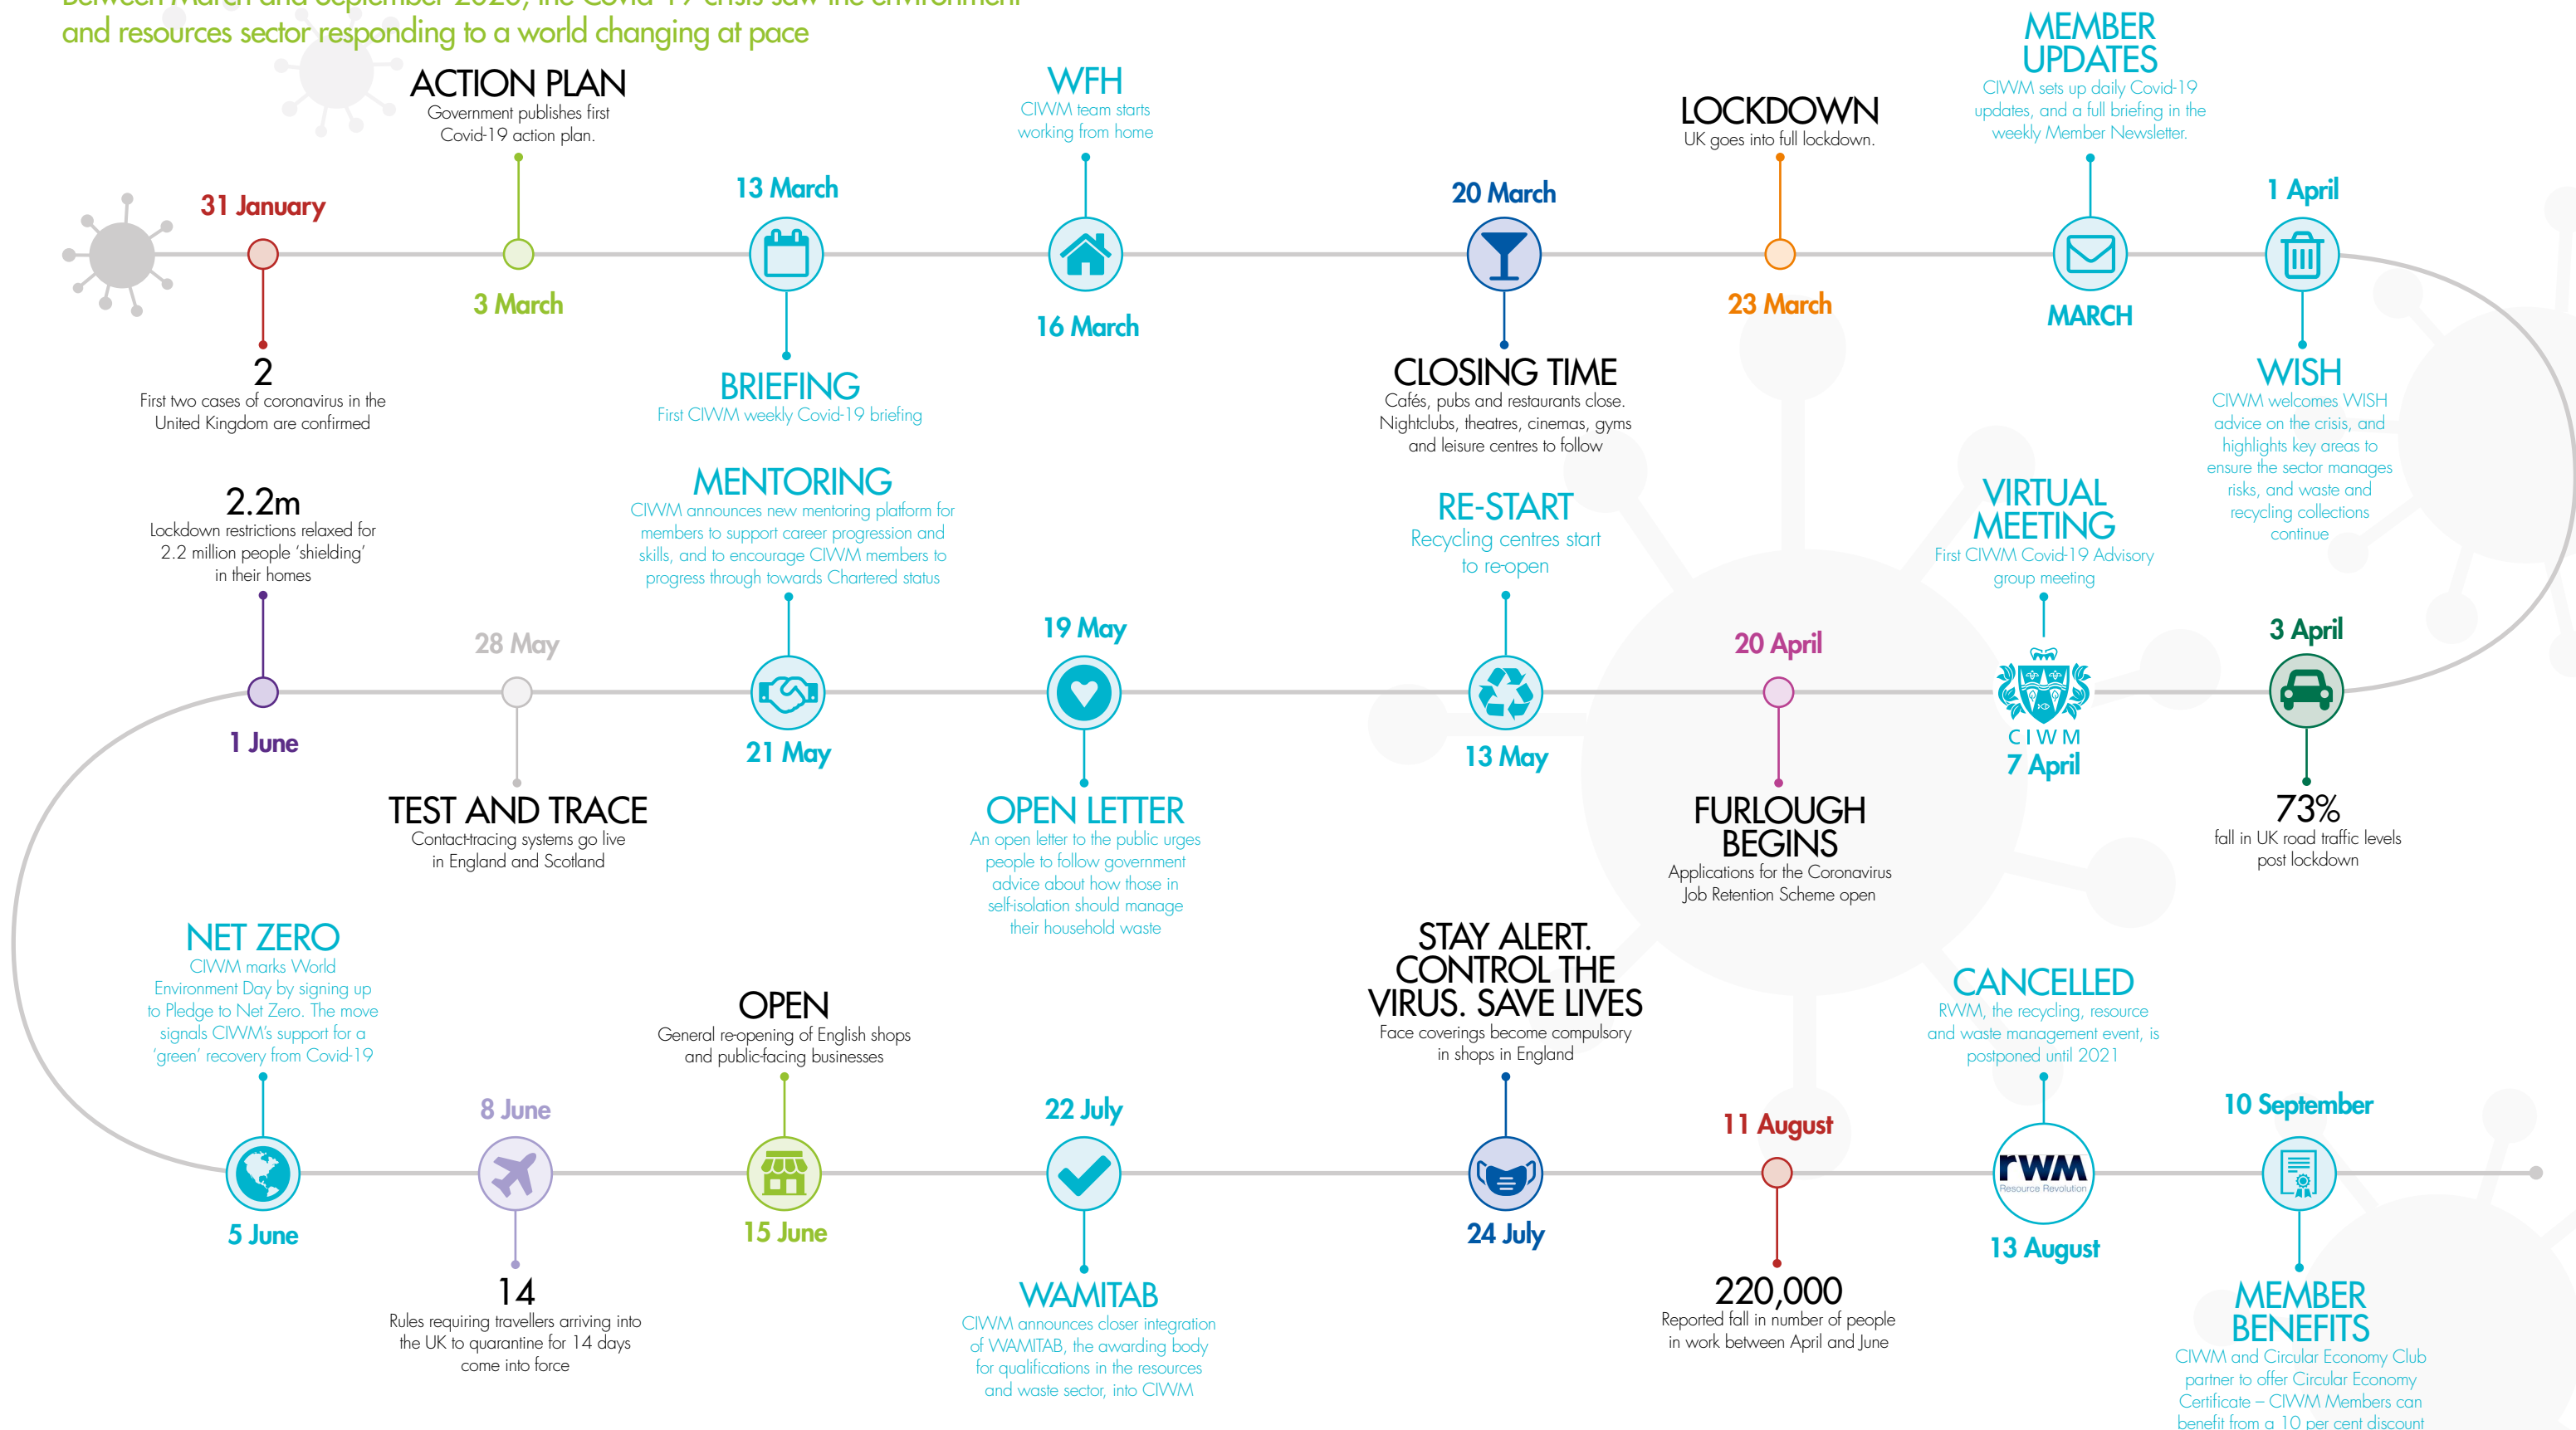 Between March and September 2020, the Covid-19 crisis saw the environment
and resources sector responding to a world changing at pace
31 January
2
First two cases of coronavirus in the
United Kingdom are confirmed
ACTION PLAN
Government publishes first
Covid-19 action plan.
3 March
13 March
BRIEFING
First CIWM weekly Covid-19 briefing
WFH
CIWM team starts
working from home
16 March
20 March
CLOSING TIME
Cafés, pubs and restaurants close.
Nightclubs, theatres, cinemas, gyms
and leisure centres to follow
LOCKDOWN
UK goes into full lockdown.
23 March
MEMBER
UPDATES
CIWM sets up daily Covid-19
updates, and a full briefing in the
weekly Member Newsletter.
MARCH
1 April
WISH
CIWM welcomes WISH
advice on the crisis, and
highlights key areas to
ensure the sector manages
risks, and waste and
recycling collections
continue
3 April
73%
fall in UK road traffic levels
post lockdown
VIRTUAL
MEETING
First CIWM Covid-19 Advisory
group meeting
CIWM
7 April
20 April
FURLOUGH
BEGINS
Applications for the Coronavirus
Job Retention Scheme open
RE-START
Recycling centres start
to re-open
13 May
19 May
OPEN LETTER
An open letter to the public urges
people to follow government
advice about how those in
self-isolation should manage
their household waste
MENTORING
CIWM announces new mentoring platform for
members to support career progression and
skills, and to encourage CIWM members to
progress through towards Chartered status
21 May
28 May
TEST AND TRACE
Contact-tracing systems go live
in England and Scotland
2.2m
Lockdown restrictions relaxed for
2.2 million people ‘shielding’
in their homes
1 June
NET ZERO
CIWM marks World
Environment Day by signing up
to Pledge to Net Zero. The move
signals CIWM’s support for a
‘green’ recovery from Covid-19
5 June
8 June
14
Rules requiring travellers arriving into
the UK to quarantine for 14 days
come into force
OPEN
General re-opening of English shops
and public-facing businesses
15 June
22 July
WAMITAB
CIWM announces closer integration
of WAMITAB, the awarding body
for qualifications in the resources
and waste sector, into CIWM
STAY ALERT.
CONTROL THE
VIRUS. SAVE LIVES
Face coverings become compulsory
in shops in England
24 July
11 August
220,000
Reported fall in number of people
in work between April and June
CANCELLED
RWM, the recycling, resource
and waste management event, is
postponed until 2021
rwm
Resource Revolution
13 August
10 September
MEMBER
BENEFITS
CIWM and Circular Economy Club
partner to offer Circular Economy
Certificate – CIWM Members can
benefit from a 10 per cent discount